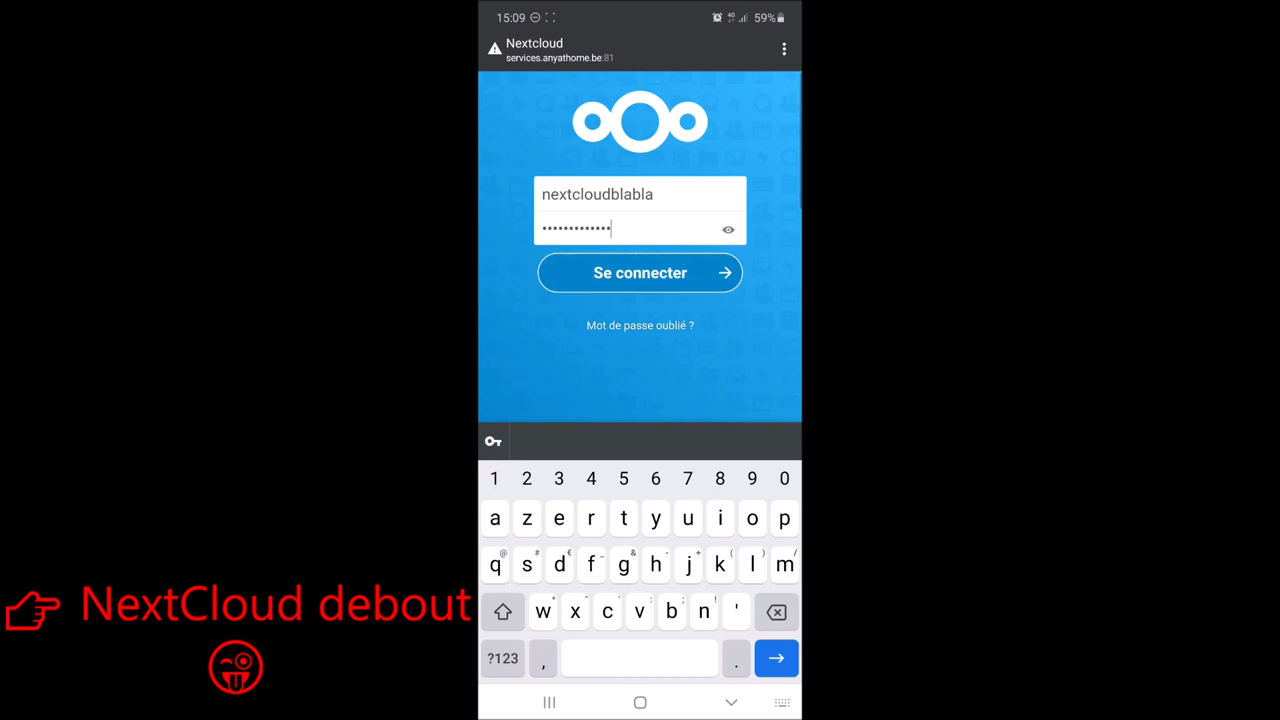 15:09
4G
59%
Nextcloud
services.anyathome.be:81
nextcloudblabla
•••••••••••••
Se connecter
Mot de passe oublié ?
1 2 3 4 5 6 7 8 9 0
a z e r t y u i o p
@ # € _ & - + ( ) /
q s d f g h j k l m
* " ' : ; !
w x c v b n '
?123 , .
NextCloud debout